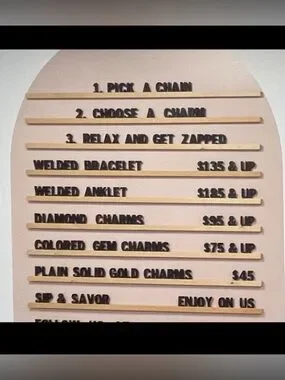 1. PICK A CHAIN
2. CHOOSE A CHARM
3. RELAX AND GET ZAPPED
WELDED BRACELET $135 & UP
WELDED ANKLET $185 & UP
DIAMOND CHARMS $95 & UP
COLORED GEM CHARMS $75 & UP
PLAIN SOLID GOLD CHARMS $45
SIP & SAVOR ENJOY ON US